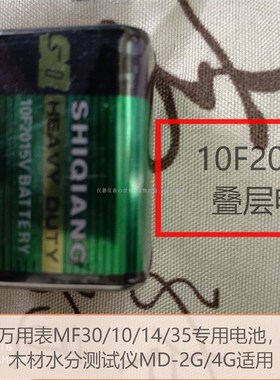 SHIQIANG
HEAVY DUTY
10F2015V BATTERY
10F20
叠层电
万用表MF30/10/14/35专用电池,
木材水分测试仪MD-2G/4G适用